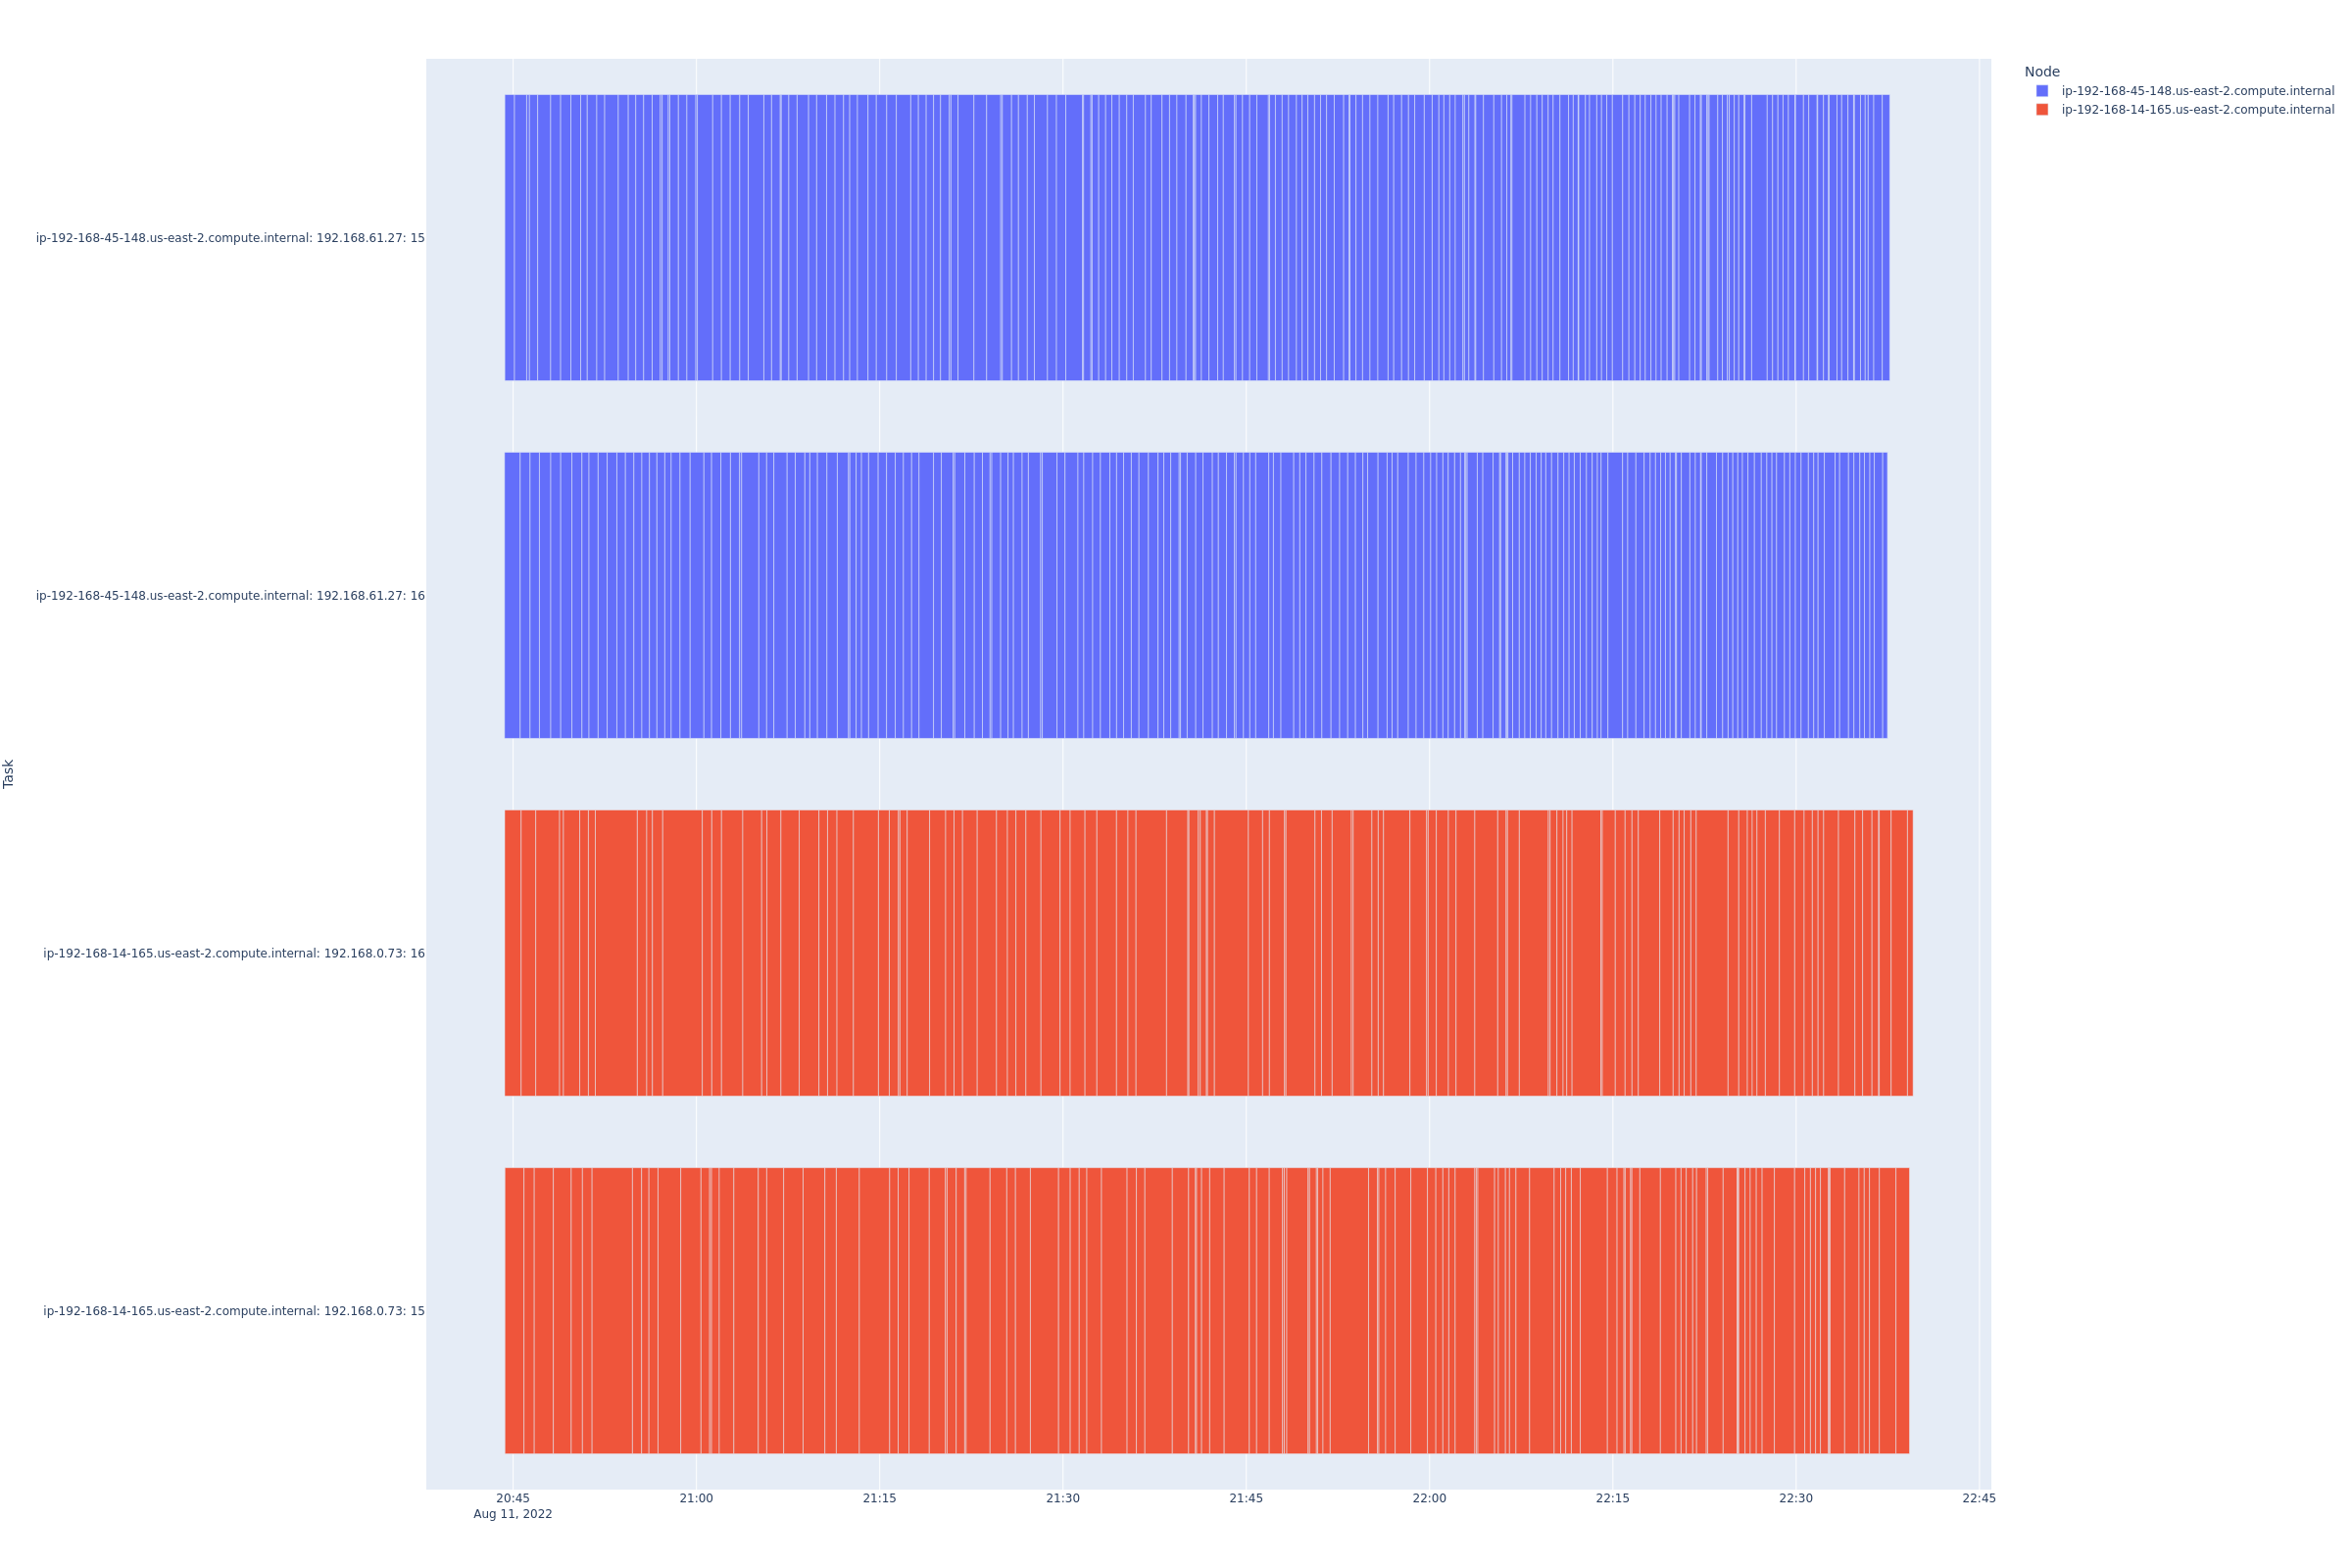 Node
ip-192-168-45-148.us-east-2.compute.internal
ip-192-168-14-165.us-east-2.compute.internal
ip-192-168-45-148.us-east-2.compute.internal: 192.168.61.27: 15
ip-192-168-45-148.us-east-2.compute.internal: 192.168.61.27: 16
Task
ip-192-168-14-165.us-east-2.compute.internal: 192.168.0.73: 16
ip-192-168-14-165.us-east-2.compute.internal: 192.168.0.73: 15
20:45 21:00 21:15 21:30 21:45 22:00 22:15 22:30 22:45
Aug 11, 2022